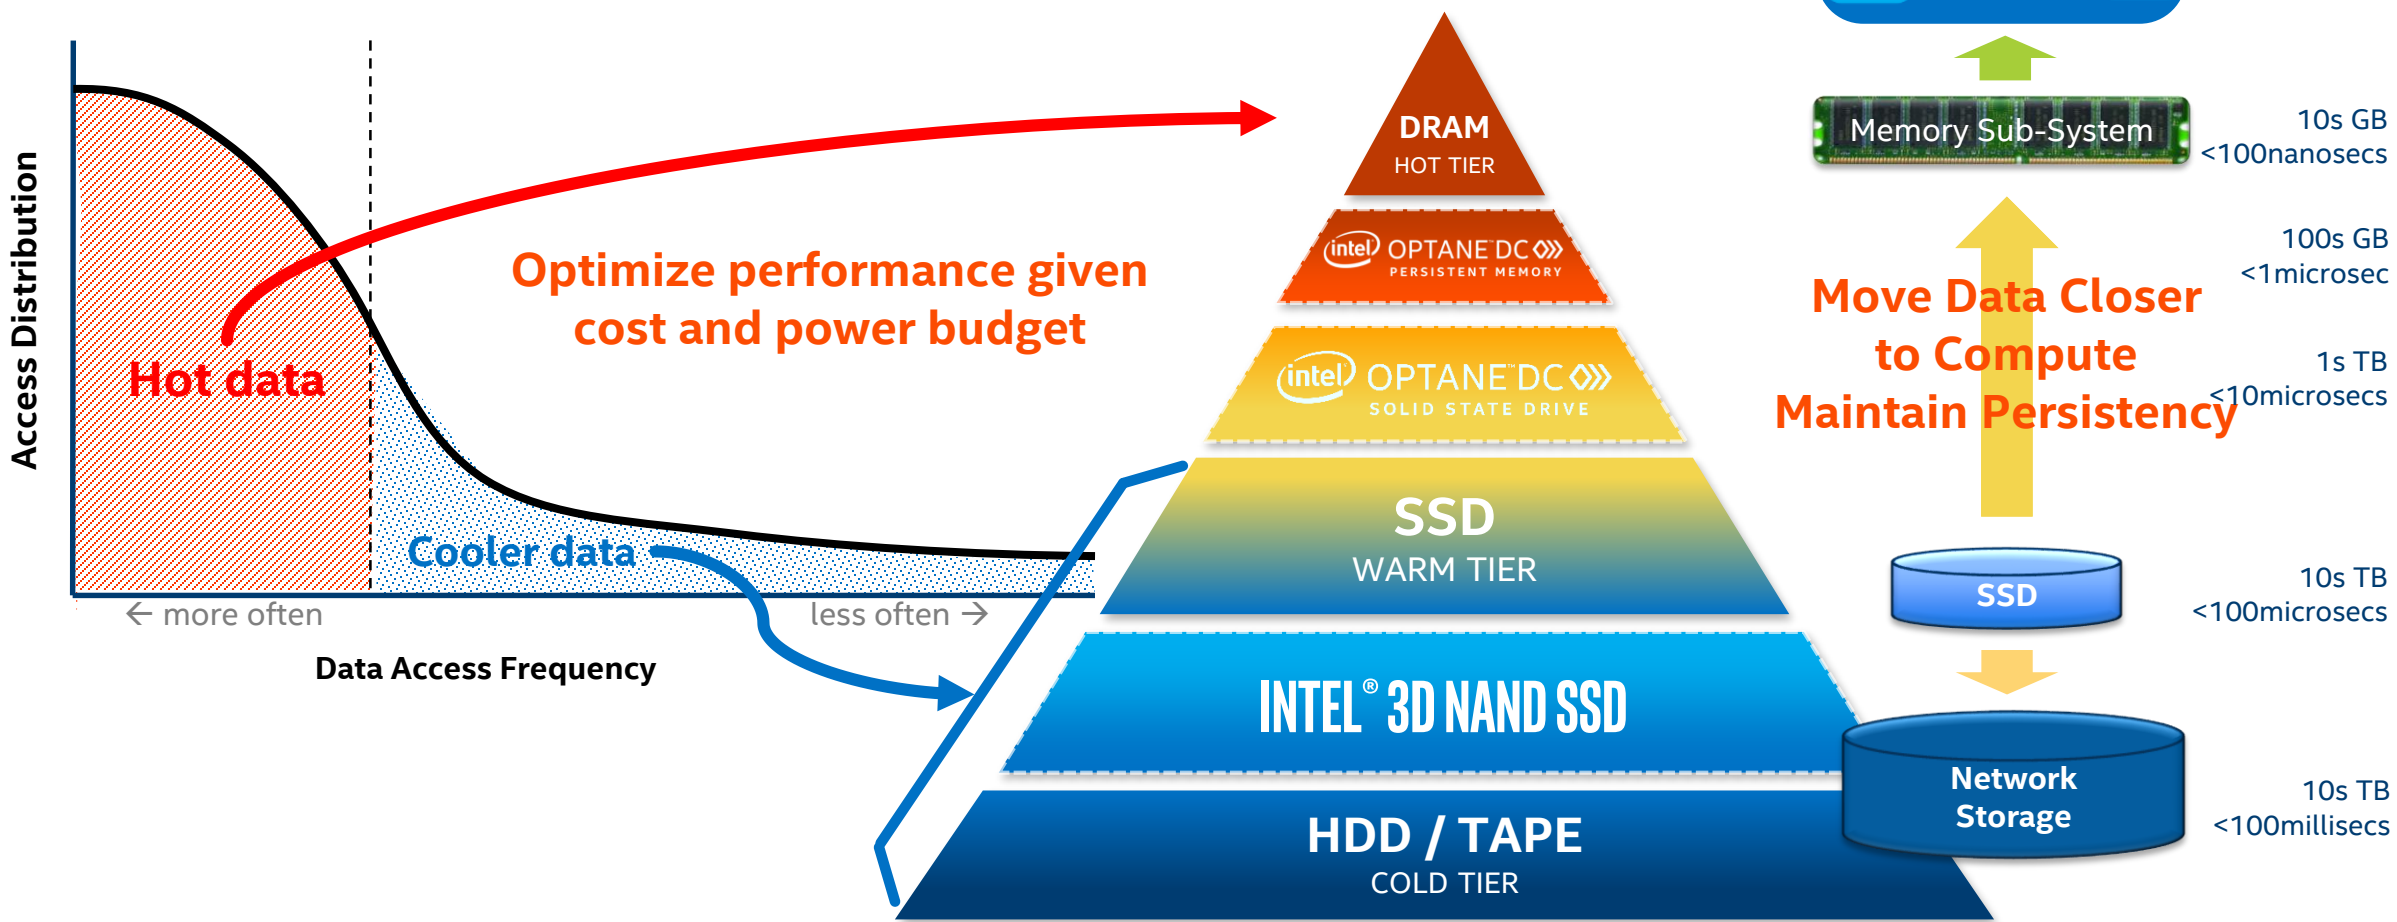 Access Distribution
Hot data
Cooler data
← more often
less often →
Data Access Frequency
Optimize performance given
cost and power budget
DRAM
HOT TIER
intel OPTANE™ DC
PERSISTENT MEMORY
intel OPTANE™ DC
SOLID STATE DRIVE
SSD
WARM TIER
INTEL® 3D NAND SSD
HDD / TAPE
COLD TIER
Memory Sub-System
10s GB
<100nanosecs
100s GB
<1microsec
Move Data Closer
to Compute
Maintain Persistency
1s TB
<10microsecs
SSD
10s TB
<100microsecs
Network
Storage
10s TB
<100millisecs